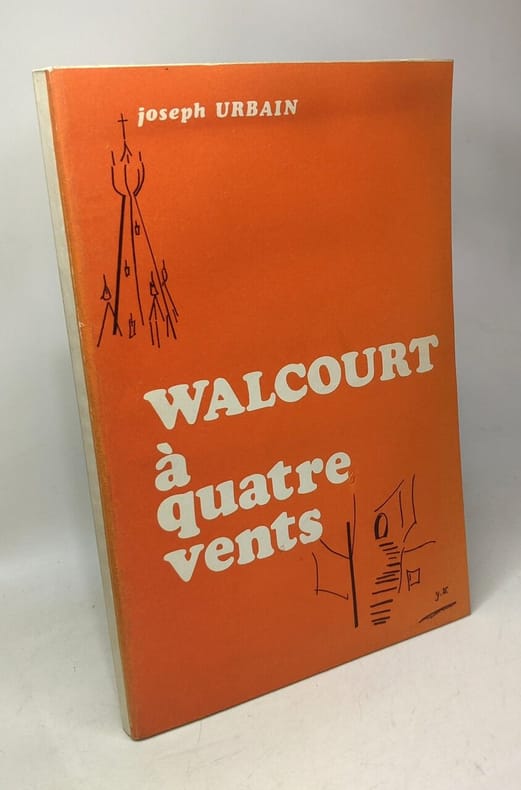 joseph URBAIN
WALCOURT
à
quatre
vents